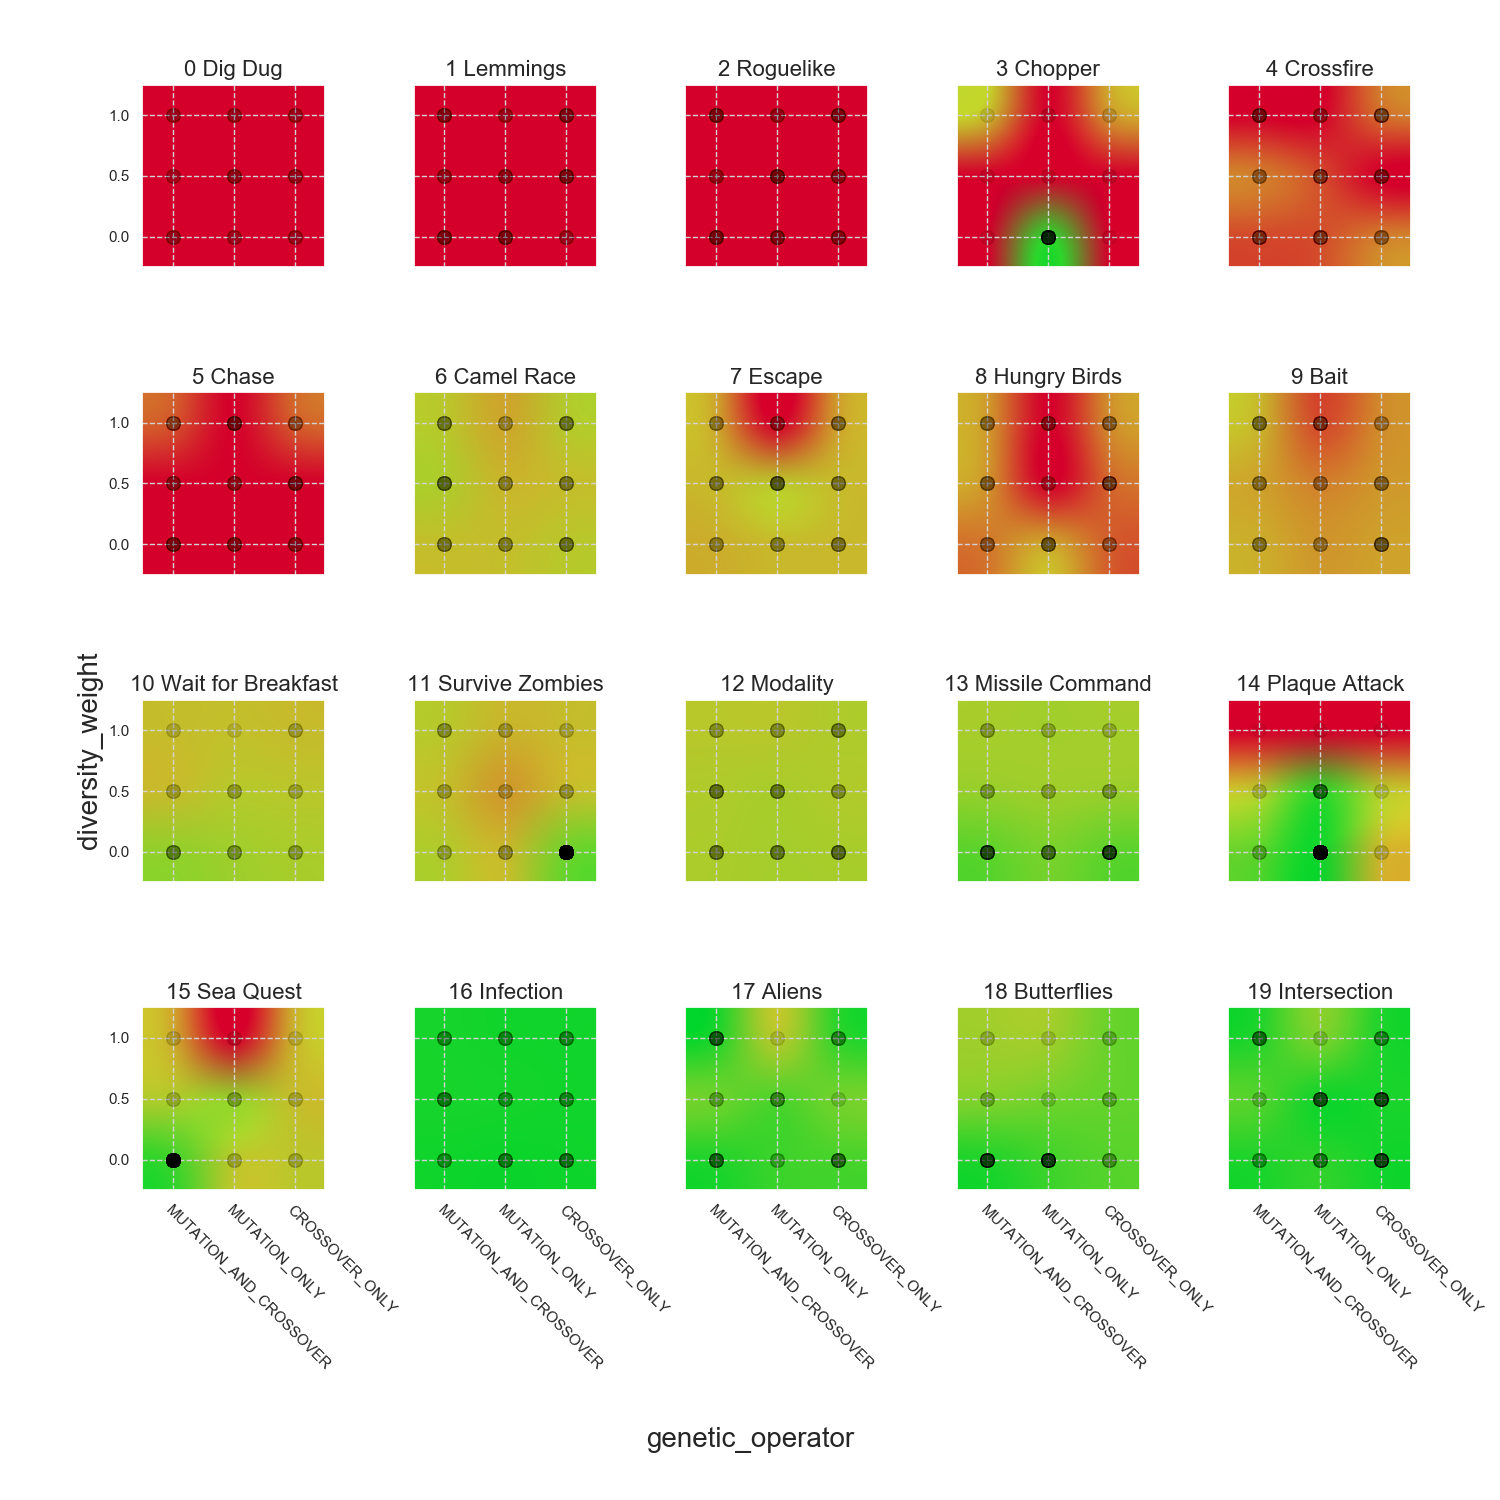 0 Dig Dug
1 Lemmings
2 Roguelike
3 Chopper
4 Crossfire
1.0
0.5
0.0
5 Chase
6 Camel Race
7 Escape
8 Hungry Birds
9 Bait
1.0
0.5
0.0
diversity_weight
10 Wait for Breakfast
11 Survive Zombies
12 Modality
13 Missile Command
14 Plaque Attack
1.0
0.5
0.0
15 Sea Quest
16 Infection
17 Aliens
18 Butterflies
19 Intersection
1.0
0.5
0.0
MUTATION_AND_CROSSOVER
MUTATION_ONLY
CROSSOVER_ONLY
MUTATION_AND_CROSSOVER
MUTATION_ONLY
CROSSOVER_ONLY
MUTATION_AND_CROSSOVER
MUTATION_ONLY
CROSSOVER_ONLY
MUTATION_AND_CROSSOVER
MUTATION_ONLY
CROSSOVER_ONLY
MUTATION_AND_CROSSOVER
MUTATION_ONLY
CROSSOVER_ONLY
genetic_operator